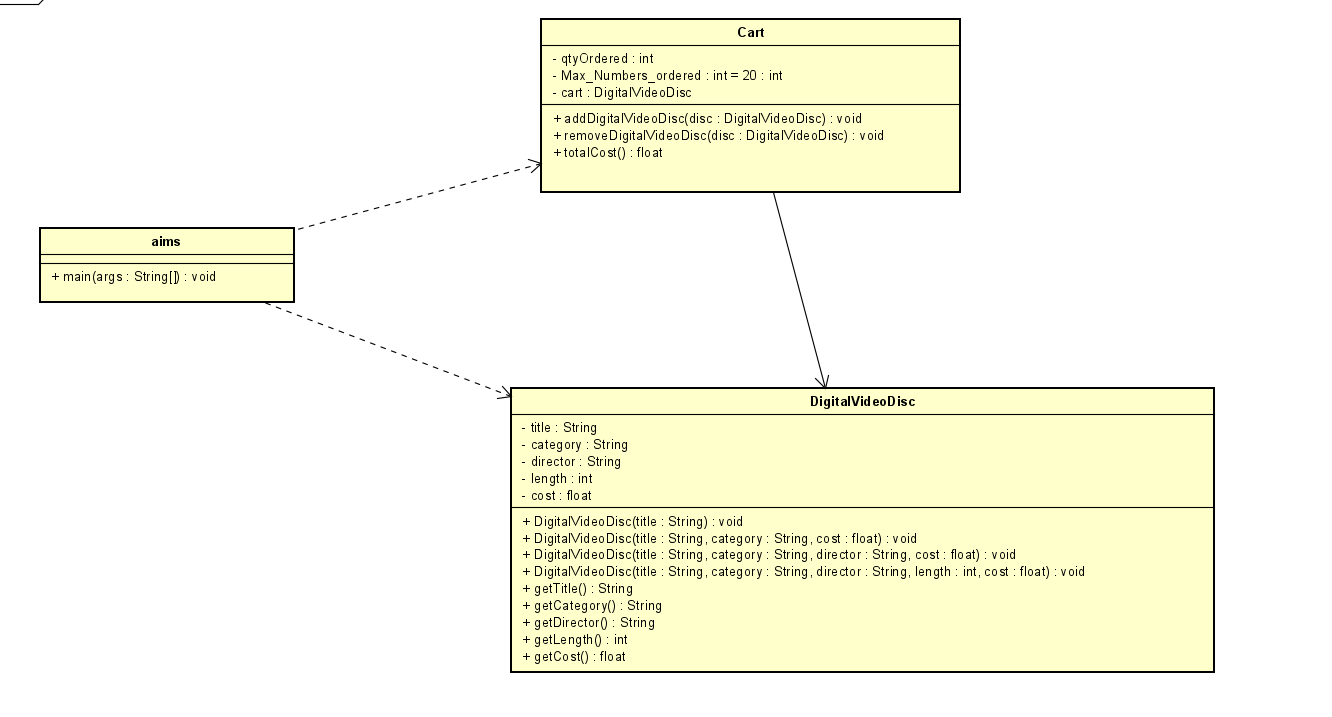 Cart
- qtyOrdered : int
- Max_Numbers_ordered : int = 20 : int
- cart : DigitalVideoDisc
+ addDigitalVideoDisc(disc : DigitalVideoDisc) : void
+ removeDigitalVideoDisc(disc : DigitalVideoDisc) : void
+ totalCost() : float
aims
+ main(args : String[]) : void
DigitalVideoDisc
- title : String
- category : String
- director : String
- length : int
- cost : float
+ DigitalVideoDisc(title : String) : void
+ DigitalVideoDisc(title : String, category : String, cost : float) : void
+ DigitalVideoDisc(title : String, category : String, director : String, cost : float) : void
+ DigitalVideoDisc(title : String, category : String, director : String, length : int, cost : float) : void
+ getTitle() : String
+ getCategory() : String
+ getDirector() : String
+ getLength() : int
+ getCost() : float